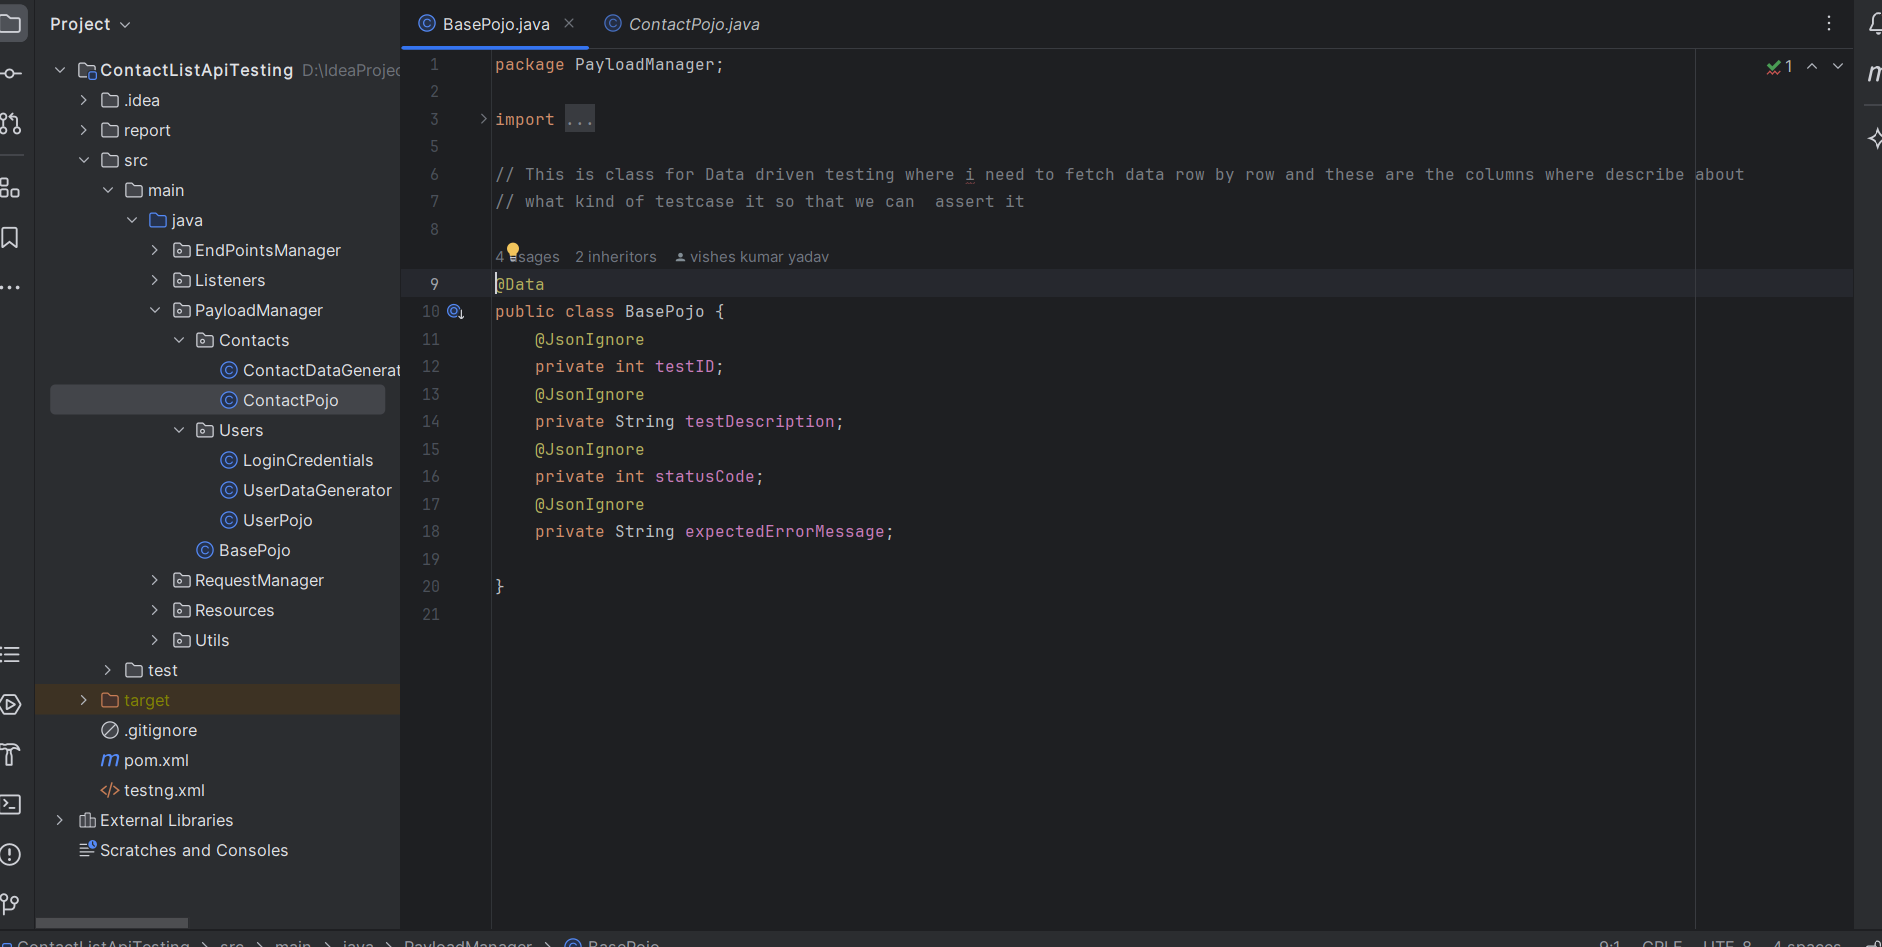 Project
ContactListApiTesting D:\IdeaProjec
.idea
report
src
main
java
EndPointsManager
Listeners
PayloadManager
Contacts
ContactDataGenerat
ContactPojo
Users
LoginCredentials
UserDataGenerator
UserPojo
BasePojo
RequestManager
Resources
Utils
test
target
.gitignore
pom.xml
testng.xml
External Libraries
Scratches and Consoles
BasePojo.java ContactPojo.java
1 package PayloadManager;
2
3 import ...
5
6 // This is class for Data driven testing where i need to fetch data row by row and these are the columns where describe about
7 // what kind of testcase it so that we can  assert it
8
4 usages 2 inheritors vishes kumar yadav
9 @Data
10 public class BasePojo {
11 @JsonIgnore
12 private int testID;
13 @JsonIgnore
14 private String testDescription;
15 @JsonIgnore
16 private int statusCode;
17 @JsonIgnore
18 private String expectedErrorMessage;
19
20 }
21
1
ContactListApiTesting > src > main > java > PayloadManager > BasePojo
9:1 CRLF UTF-8 4 spaces